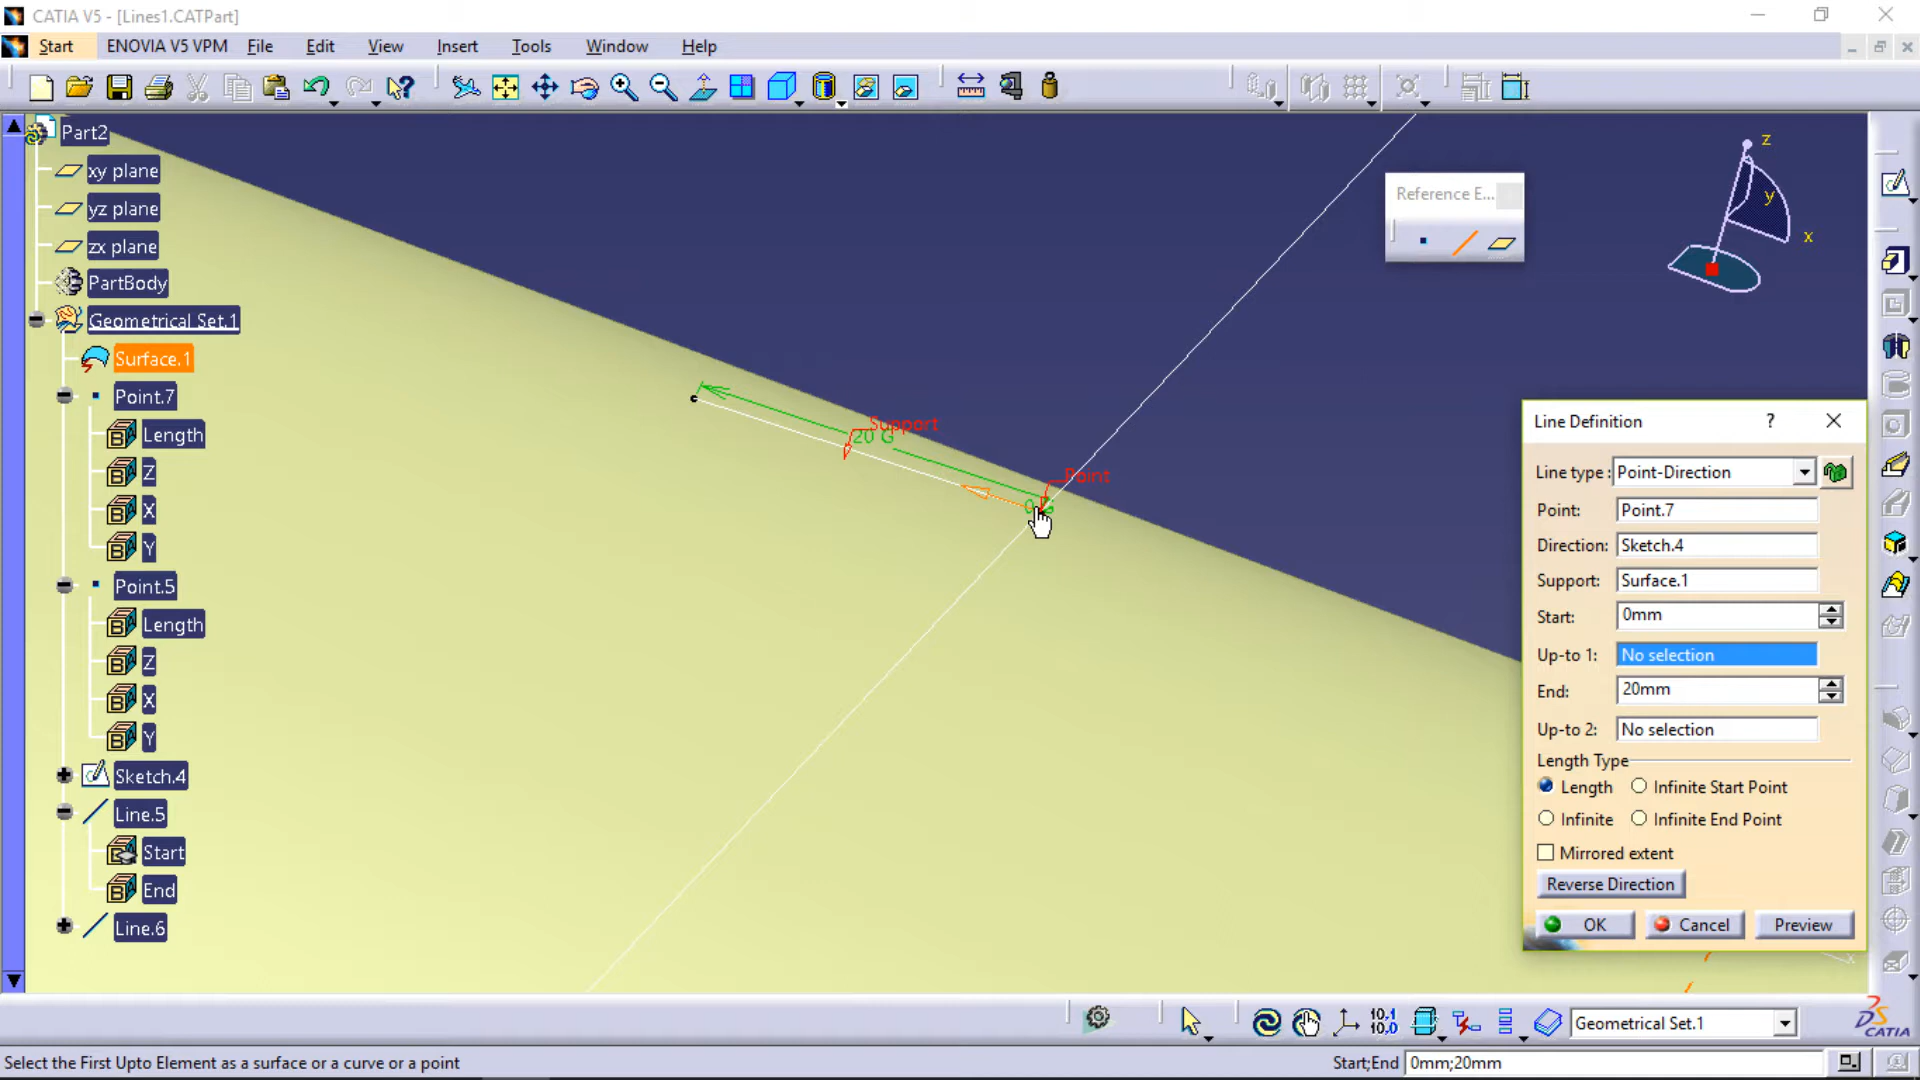 CATIA V5 - [Lines1.CATPart]
Start ENOVIA V5 VPM File Edit View Insert Tools Window Help
Part2
xy plane
yz plane
zx plane
PartBody
Geometrical Set.1
Surface.1
Point.7
Length
Z
X
Y
Point.5
Length
Z
X
Y
Sketch.4
Line.5
Start
End
Line.6
Support
20 G
Point
Reference E...
z
y
x
Line Definition ?
Line type : Point-Direction
Point: Point.7
Direction: Sketch.4
Support: Surface.1
Start: 0mm
Up-to 1: No selection
End: 20mm
Up-to 2: No selection
Length Type
Length Infinite Start Point
Infinite Infinite End Point
Mirrored extent
Reverse Direction
OK Cancel Preview
10,1
10,0
Geometrical Set.1
CATIA
Select the First Upto Element as a surface or a curve or a point
Start;End 0mm;20mm